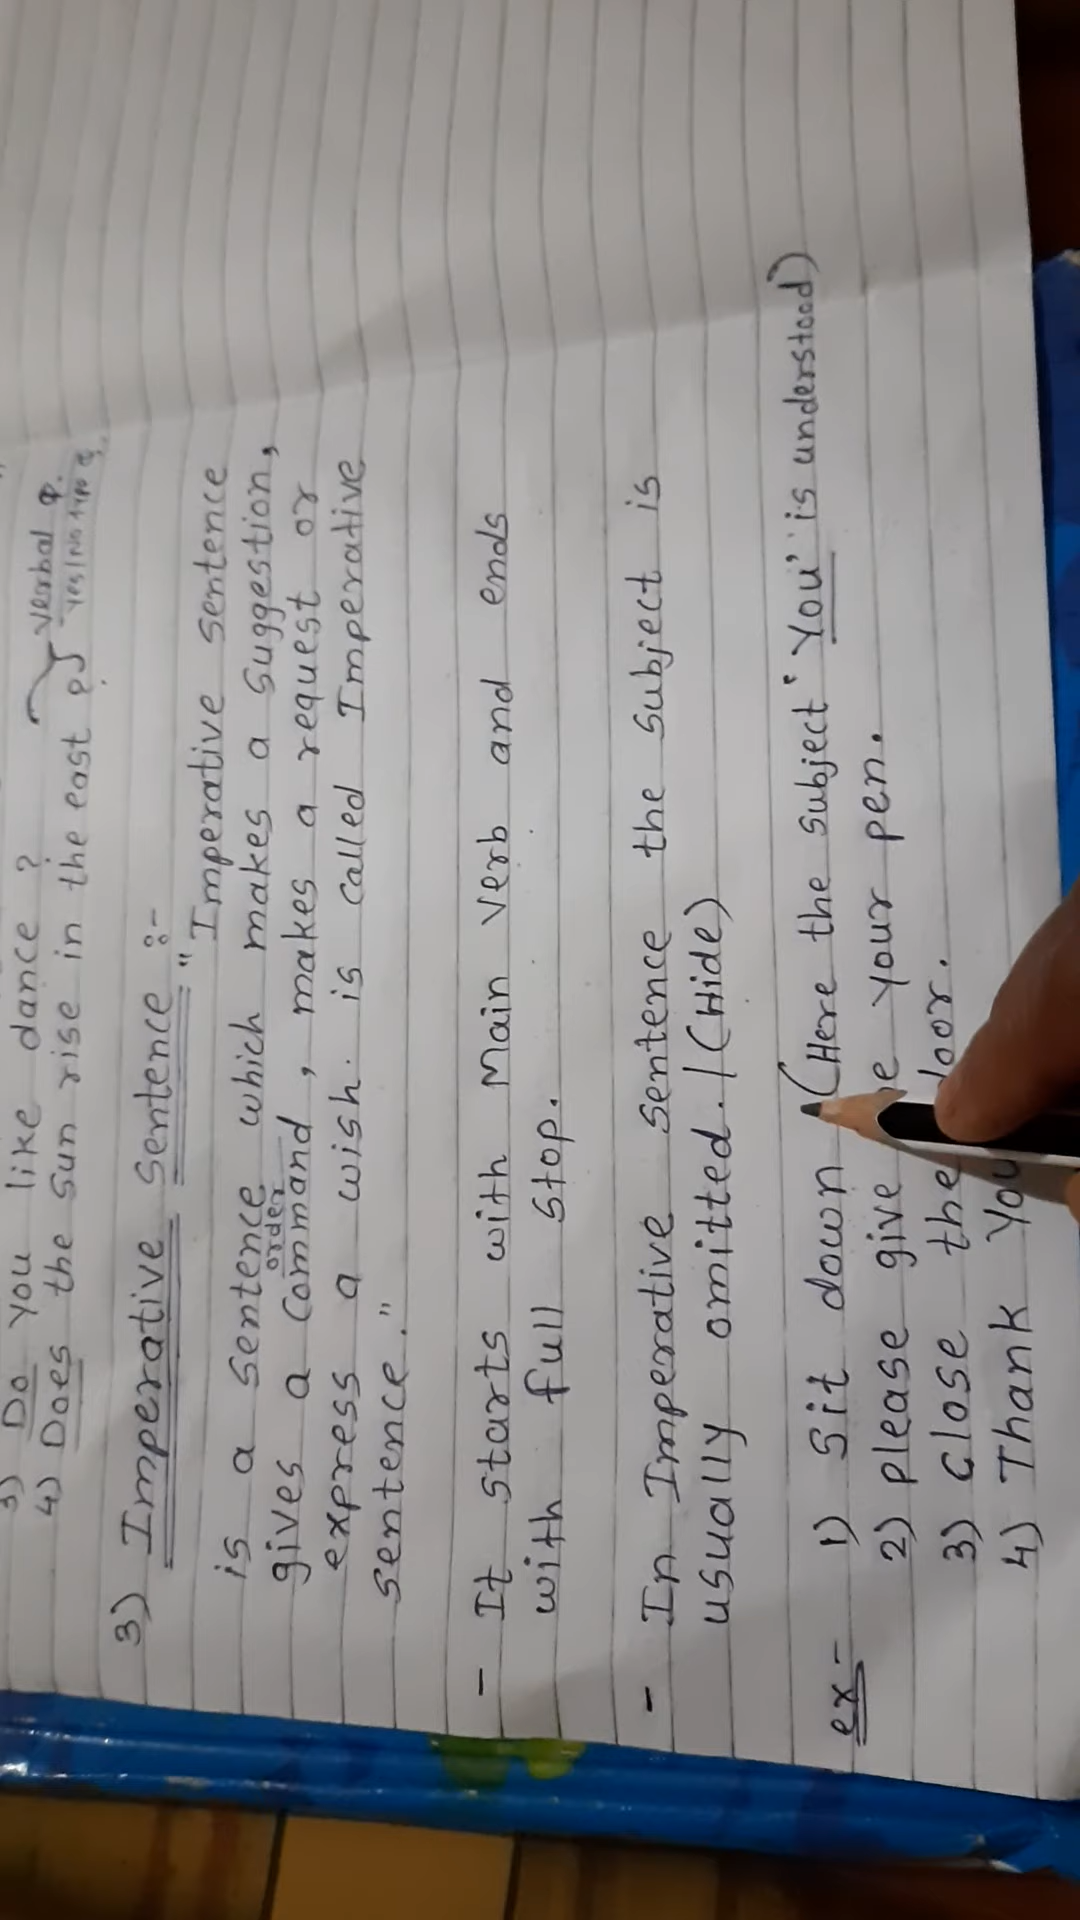 3) Do you like dance ? Verbal Q.
4) Does the sun rise in the east ? Yes/No type Q.
3) Imperative sentence :-
"Imperative sentence
is a sentence which makes a suggestion,
order
gives a command, makes a request or
express a wish. is called Imperative
sentence."
- It starts with Main verb and ends
with full stop.
- In Imperative sentence the subject is
usually omitted. / (Hide)
ex- 1) Sit down (Here the subject "You' is understood)
2) please give your pen.
3) Close the
4) Thank You